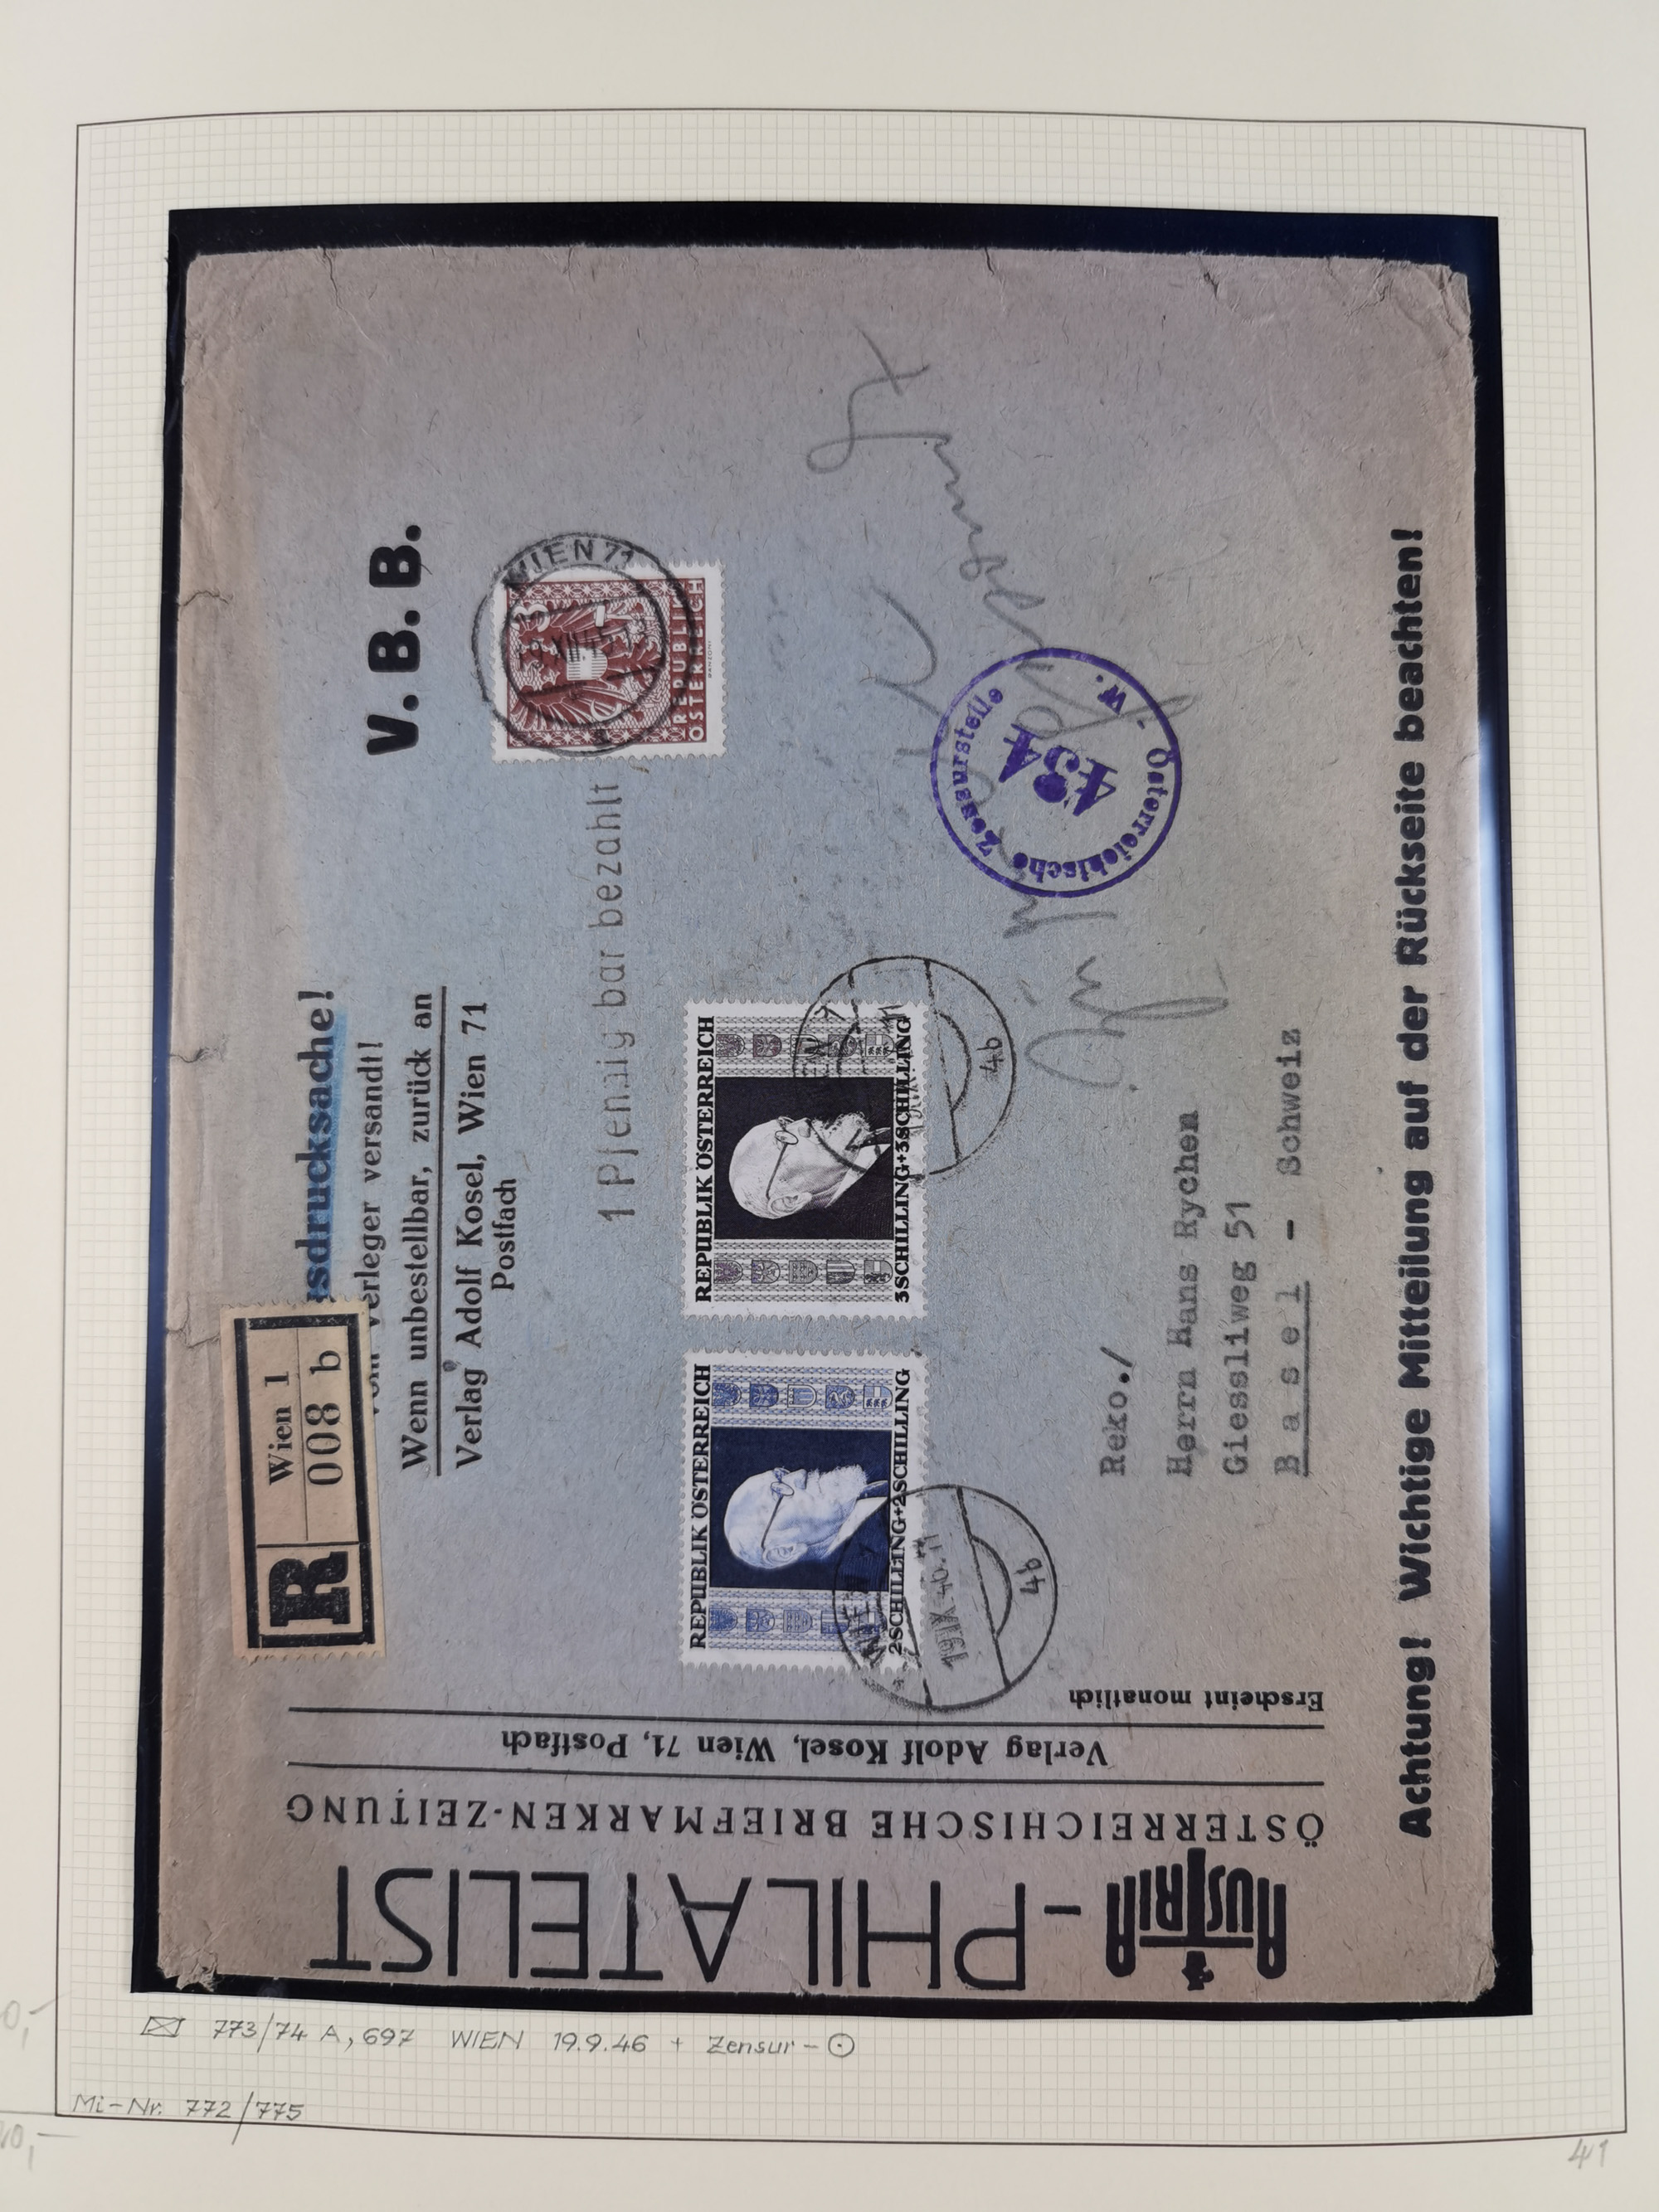 AUSTRIA-PHILATELIST
ÖSTERREICHISCHE BRIEFMARKEN-ZEITUNG
Verlag Adolf Kosel, Wien 71, Postfach
Erscheint monatlich
R
Wien 1
008 b
sdrucksache!
erleger versandt!
Wenn unbestellbar, zurück an
Verlag Adolf Kosel, Wien 71
Postfach
V. B. B.
1 Pfennig bar bezahlt
WIEN 71
3
REPUBLIK
ÖSTERREICH
REPUBLIK ÖSTERREICH
2SCHILLING+2SCHILLING
19.IX.46.11
4b
REPUBLIK ÖSTERREICH
3SCHILLING+3SCHILLING
4b
Österreichische Zensurstelle
W.
434
Reko./
Herrn Hans Rychen
Giessliweg 51
Basel - Schweiz
Achtung! Wichtige Mitteilung auf der Rückseite beachten!
773/74 A, 697 WIEN 19.9.46 + Zensur-
Mi-Nr. 772/775
41